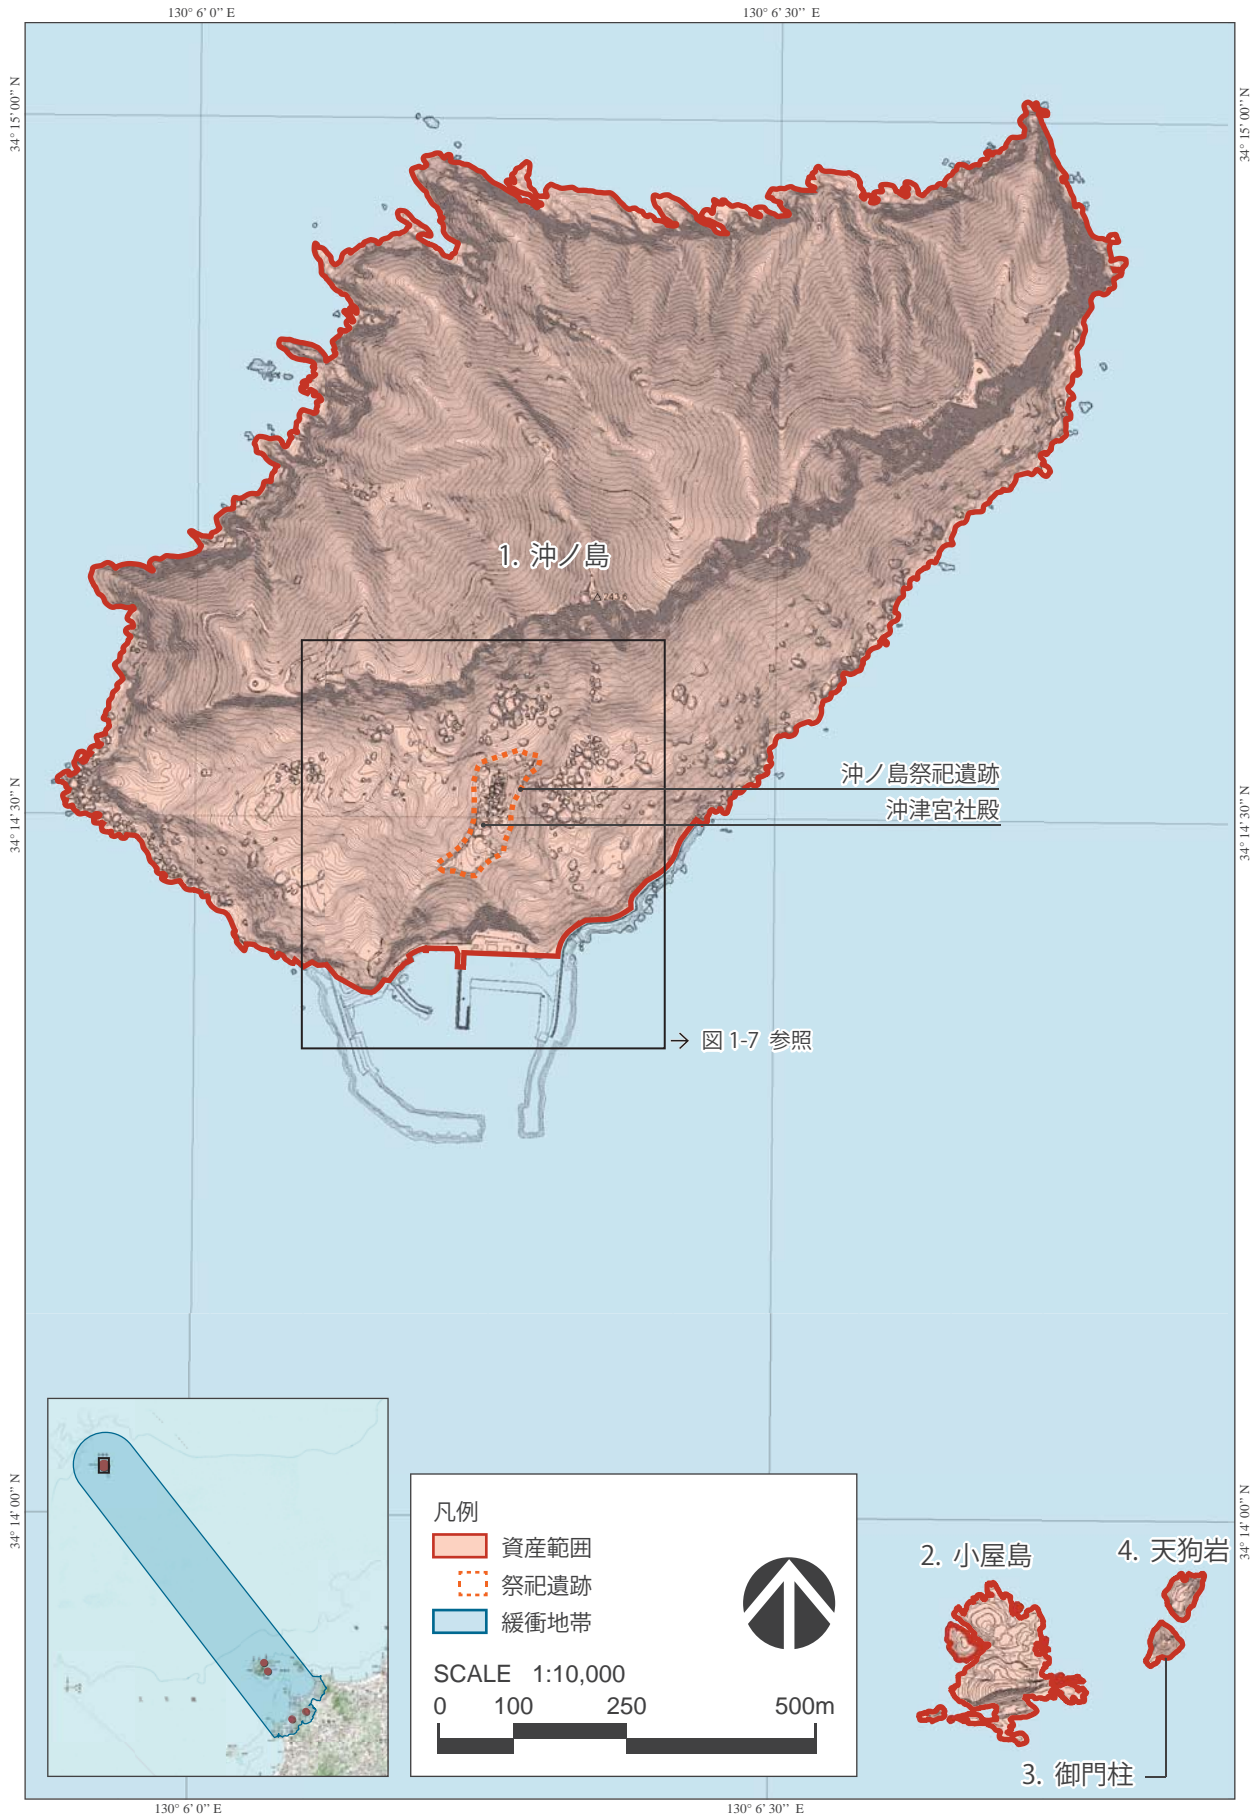 130° 6’ 0’’ E
130° 6’ 30’’ E
34° 15’ 00’’ N
34° 15’ 00’’ N
1. 沖ノ島
243.6
沖ノ島祭祀遺跡
34° 14’ 30’’ N
34° 14’ 30’’ N
沖津宮社殿
→ 図 1-7 参照
34° 14’ 00’’ N
34° 14’ 00’’ N
凡例
資産範囲
祭祀遺跡
緩衝地帯
SCALE 1:10,000
0 100 250 500m
2. 小屋島
4. 天狗岩
3. 御門柱
130° 6’ 0’’ E
130° 6’ 30’’ E